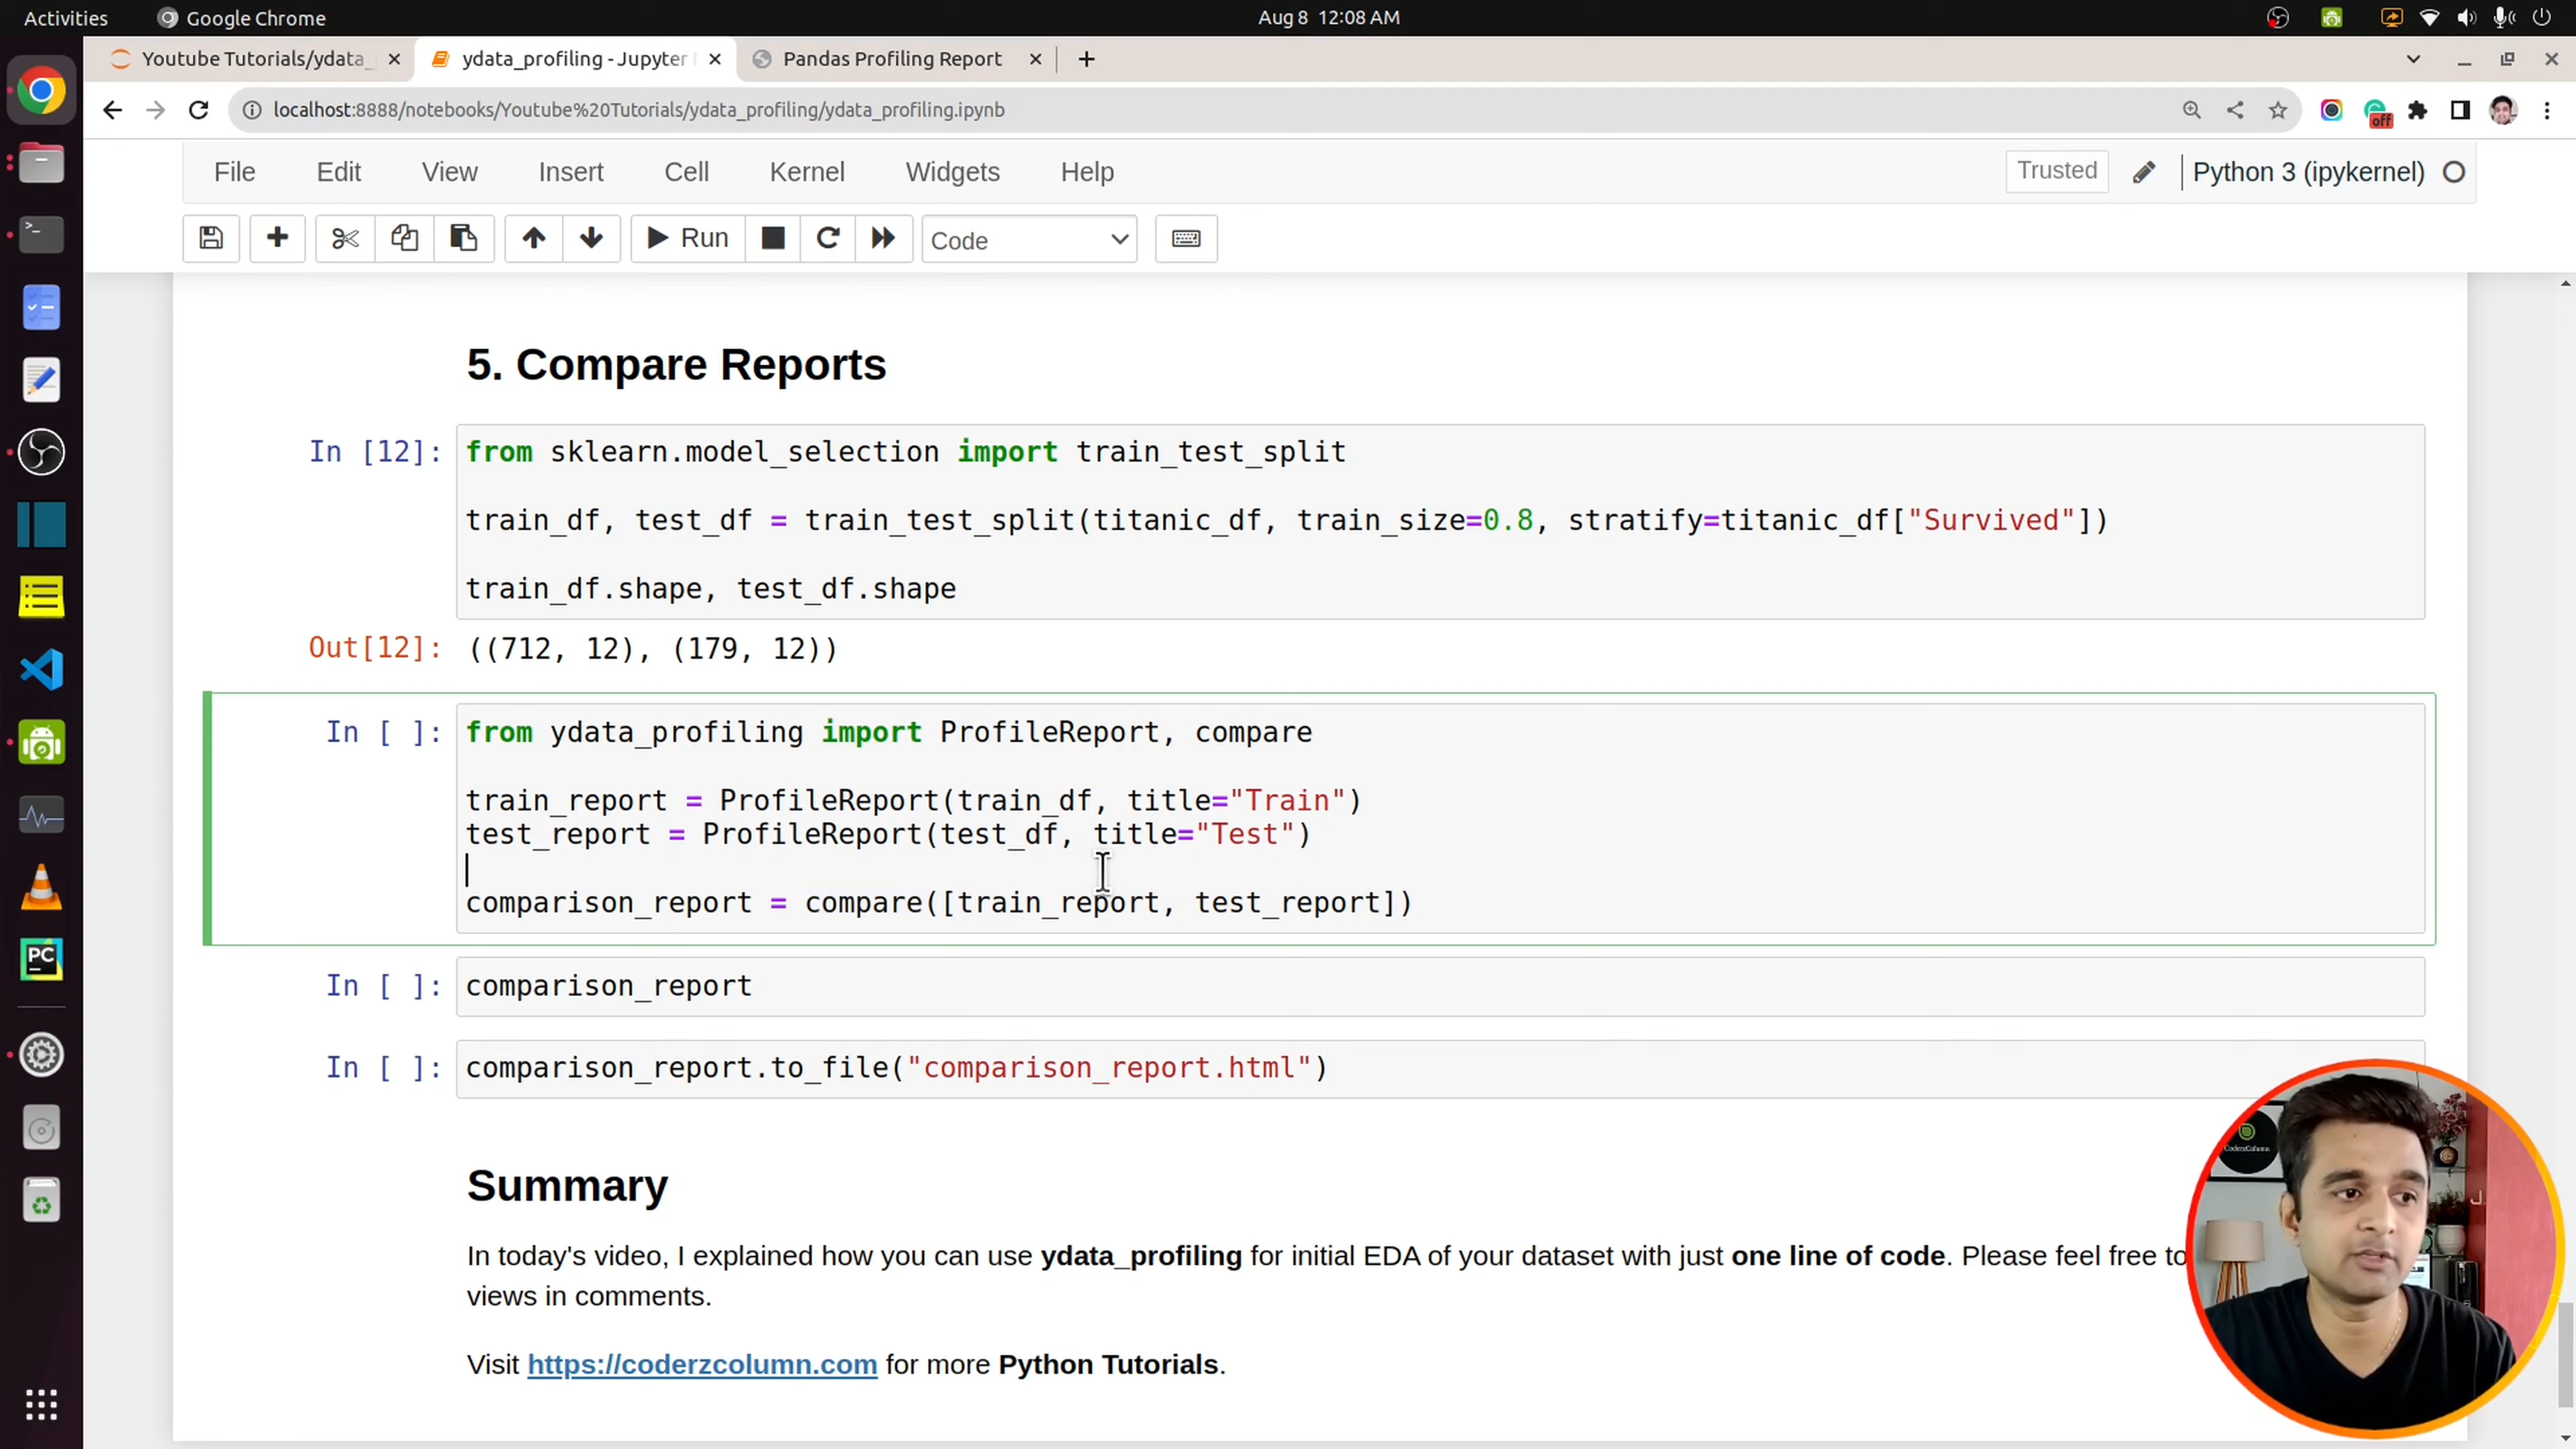 Activities
Google Chrome
Aug 8 12:08 AM
Youtube Tutorials/ydata_
ydata_profiling - Jupyter
Pandas Profiling Report
localhost:8888/notebooks/Youtube%20Tutorials/ydata_profiling/ydata_profiling.ipynb
off
File Edit View Insert Cell Kernel Widgets Help
Trusted
Python 3 (ipykernel)
Run
Code
5. Compare Reports
In [12]:
from sklearn.model_selection import train_test_split
train_df, test_df = train_test_split(titanic_df, train_size=0.8, stratify=titanic_df["Survived"])
train_df.shape, test_df.shape
Out[12]: ((712, 12), (179, 12))
In [ ]:
from ydata_profiling import ProfileReport, compare
train_report = ProfileReport(train_df, title="Train")
test_report = ProfileReport(test_df, title="Test")
comparison_report = compare([train_report, test_report])
In [ ]: comparison_report
In [ ]: comparison_report.to_file("comparison_report.html")
Summary
In today's video, I explained how you can use ydata_profiling for initial EDA of your dataset with just one line of code. Please feel free to
views in comments.
Visit https://coderzcolumn.com for more Python Tutorials.
PC
CoderzColumn